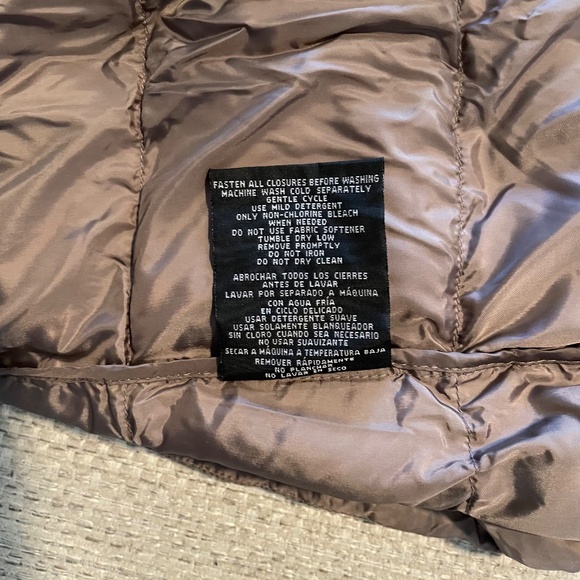 FASTEN ALL CLOSURES BEFORE WASHING
MACHINE WASH COLD SEPARATELY
GENTLE CYCLE
USE MILD DETERGENT
ONLY NON-CHLORINE BLEACH
WHEN NEEDED
DO NOT USE FABRIC SOFTENER
TUMBLE DRY LOW
REMOVE PROMPTLY
DO NOT IRON
DO NOT DRY CLEAN
ABROCHAR TODOS LOS CIERRES
ANTES DE LAVAR
LAVAR POR SEPARADO A MÁQUINA
CON AGUA FRÍA
EN CICLO DELICADO
USAR DETERGENTE SUAVE
USAR SOLAMENTE BLANQUEADOR
SIN CLORO CUANDO SEA NECESARIO
NO USAR SUAVIZANTE
SECAR A MÁQUINA A TEMPERATURA BAJA
REMOVER RÁPIDAMENTE
NO PLANCHAR
NO LAVAR EN SECO